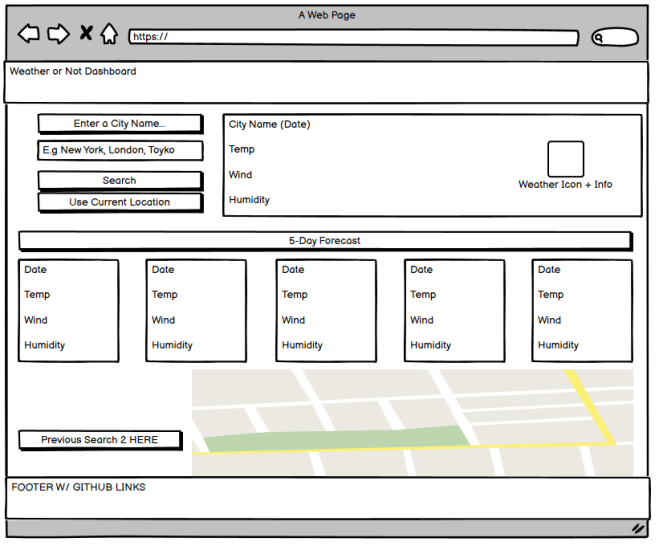 A Web Page
https://
Weather or Not Dashboard
Enter a City Name...
E.g New York, London, Toyko
Search
Use Current Location
City Name (Date)
Temp
Wind
Humidity
Weather Icon + Info
5-Day Forecast
Date
Temp
Wind
Humidity
Date
Temp
Wind
Humidity
Date
Temp
Wind
Humidity
Date
Temp
Wind
Humidity
Date
Temp
Wind
Humidity
Previous Search 2 HERE
FOOTER W/ GITHUB LINKS